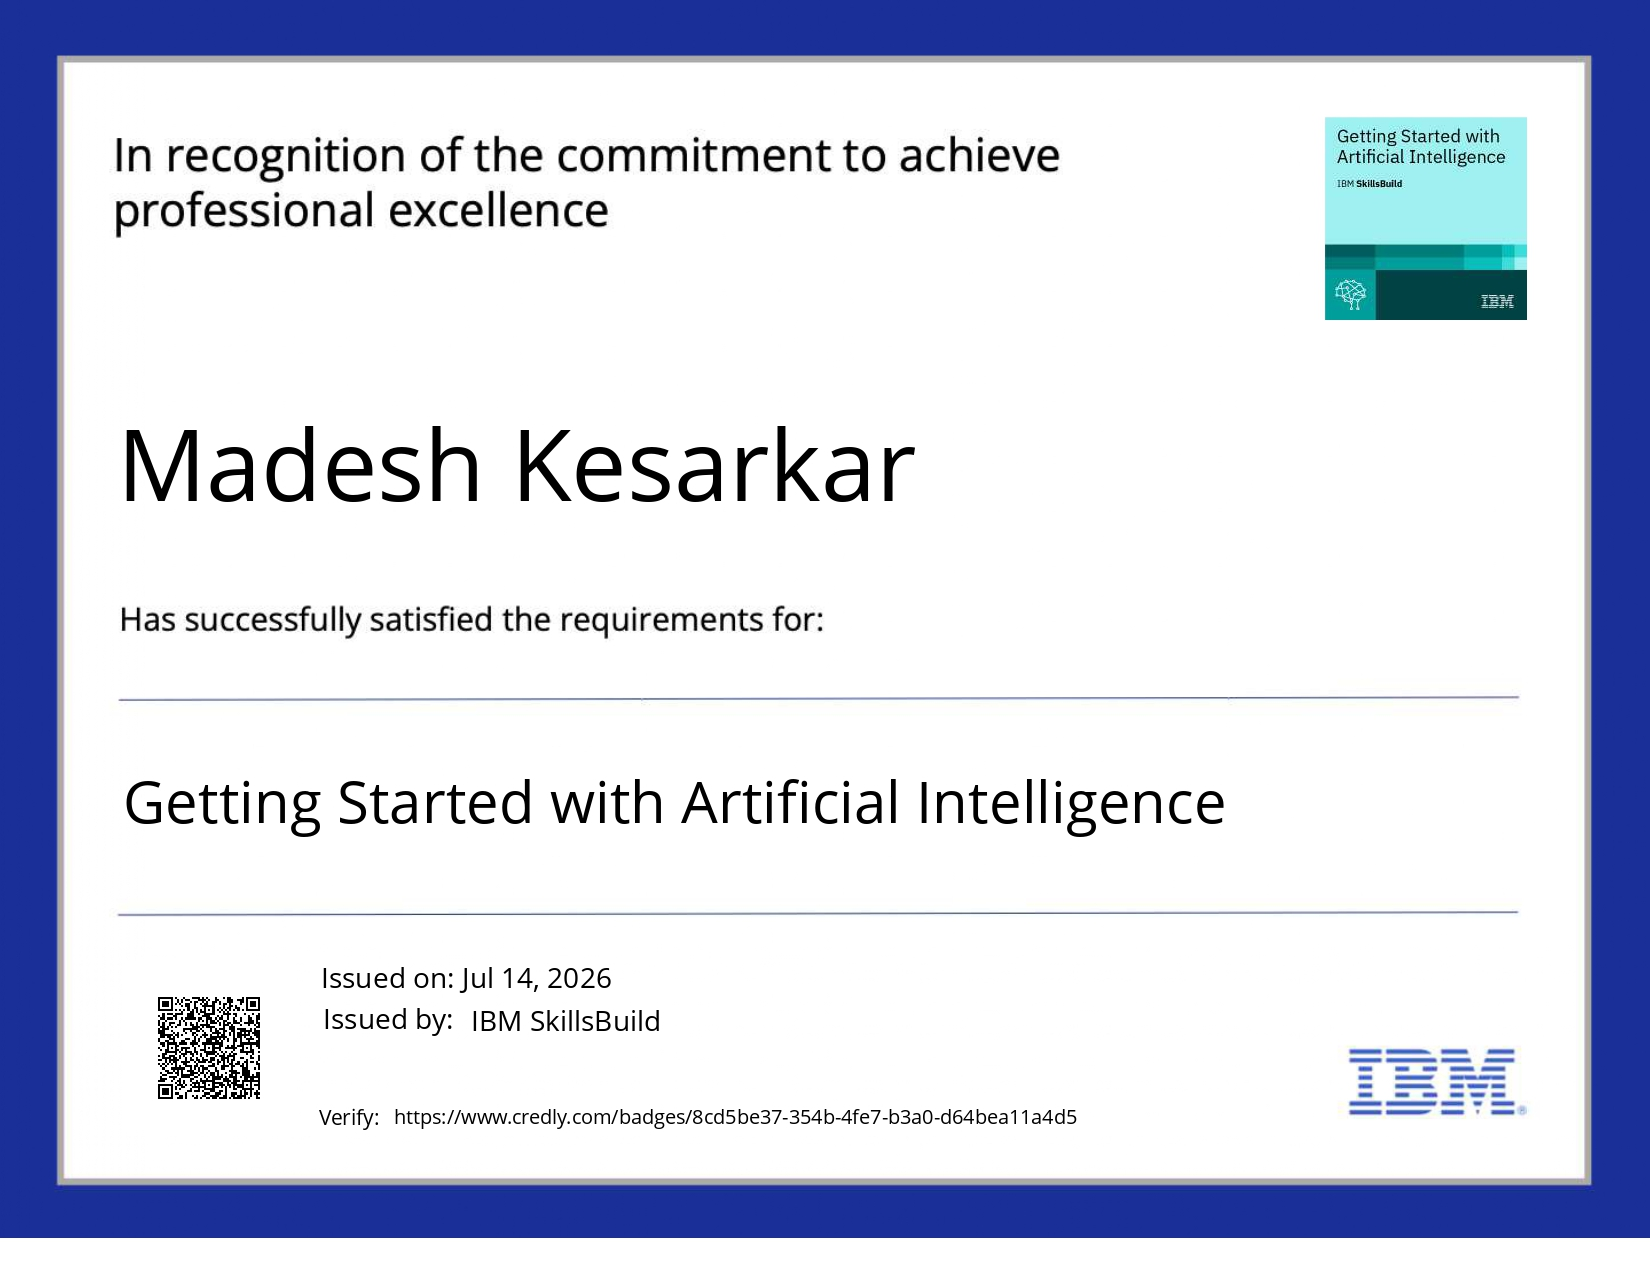 In recognition of the commitment to achieve
professional excellence
Getting Started with
Artificial Intelligence
IBM SkillsBuild
IBM
Madesh Kesarkar
Has successfully satisfied the requirements for:
Getting Started with Artificial Intelligence
Issued on: Jul 14, 2026
Issued by: IBM SkillsBuild
IBM®
Verify: https://www.credly.com/badges/8cd5be37-354b-4fe7-b3a0-d64bea11a4d5